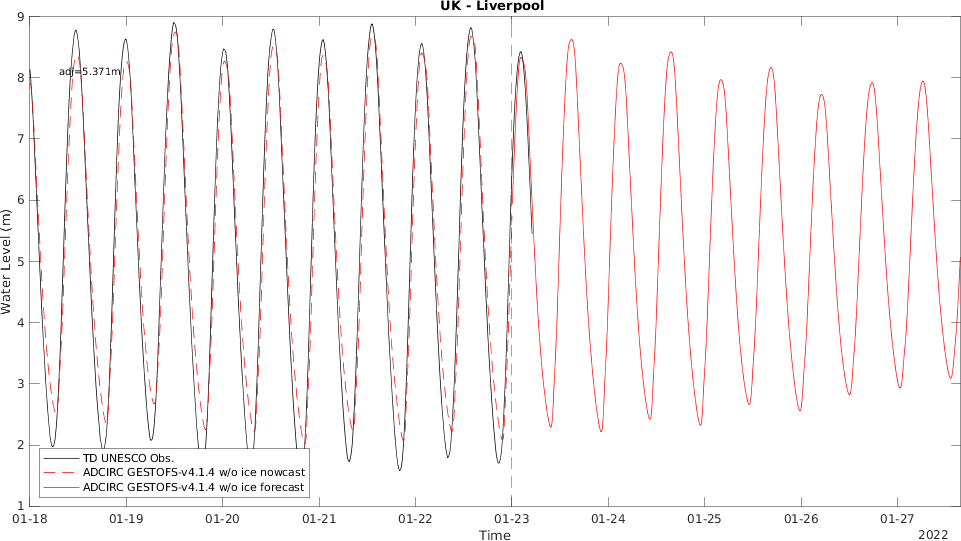 UK - Liverpool
9
8
7
6
5
4
3
2
1
Water Level (m)
adj=5.371m
TD UNESCO Obs.
ADCIRC GESTOFS-v4.1.4 w/o ice nowcast
ADCIRC GESTOFS-v4.1.4 w/o ice forecast
01-18 01-19 01-20 01-21 01-22 01-23 01-24 01-25 01-26 01-27
Time
2022